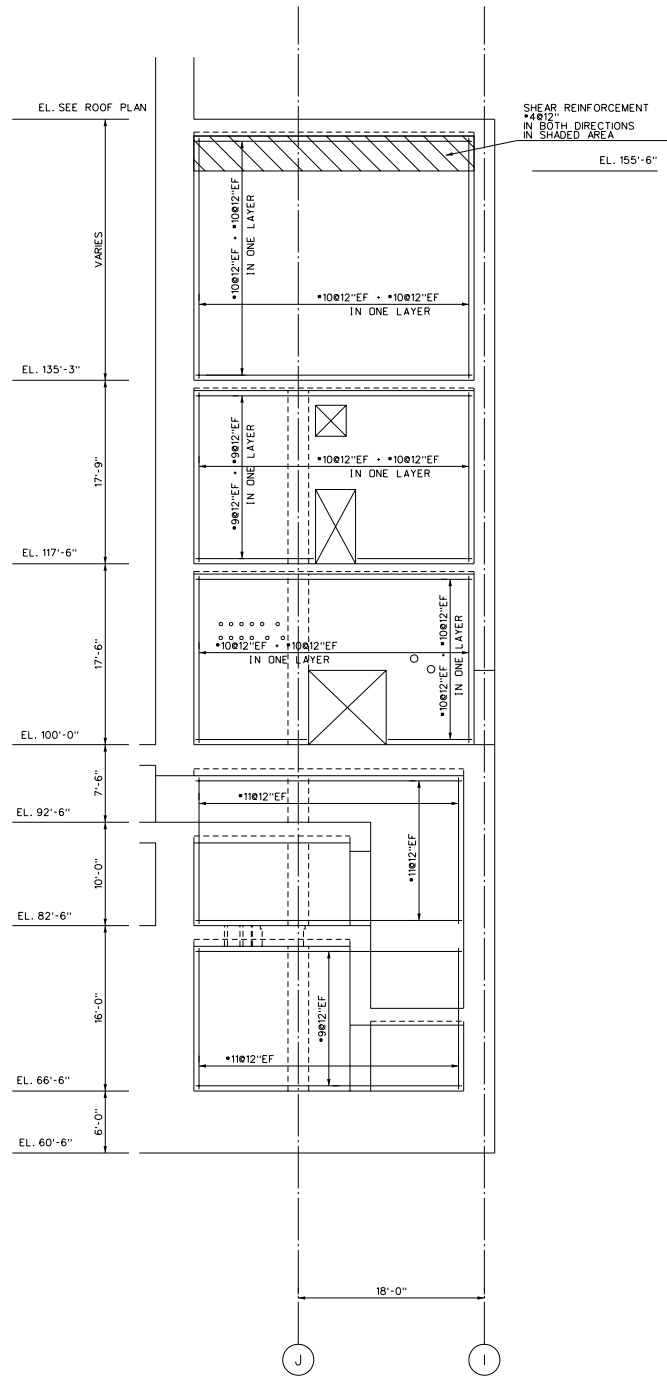 EL. SEE ROOF PLAN
SHEAR REINFORCEMENT
#4@12"
IN BOTH DIRECTIONS
IN SHADED AREA
EL. 155'-6"
VARIES
#10@12"EF + #10@12"EF
IN ONE LAYER
#10@12"EF + #10@12"EF
IN ONE LAYER
EL. 135'-3"
17'-9"
#9@12"EF + #9@12"EF
IN ONE LAYER
#10@12"EF + #10@12"EF
IN ONE LAYER
EL. 117'-6"
17'-6"
#10@12"EF + #10@12"EF
IN ONE LAYER
#10@12"EF + #10@12"EF
IN ONE LAYER
EL. 100'-0"
7'-6"
#11@12"EF
EL. 92'-6"
10'-0"
#11@12"EF
EL. 82'-6"
16'-0"
#9@12"EF
#11@12"EF
EL. 66'-6"
6'-0"
EL. 60'-6"
18'-0"
J
I